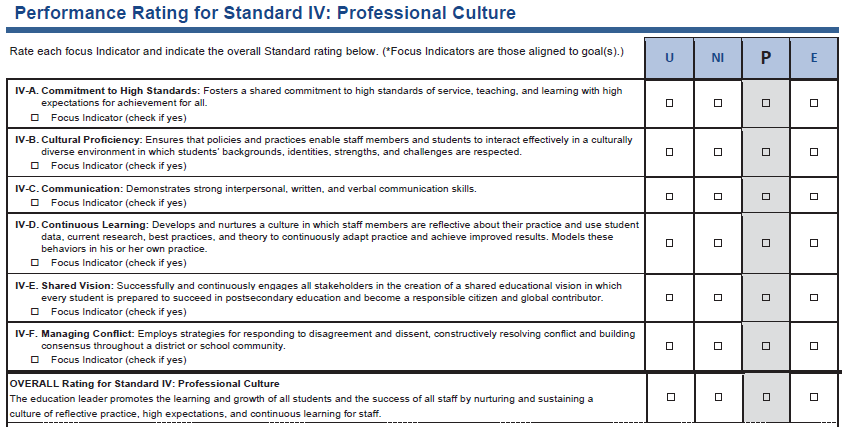 Performance Rating for Standard IV: Professional Culture
Rate each focus Indicator and indicate the overall Standard rating below. (*Focus Indicators are those aligned to goal(s).)
U NI P E
IV-A. Commitment to High Standards: Fosters a shared commitment to high standards of service, teaching, and learning with high
expectations for achievement for all.
Focus Indicator (check if yes)
IV-B. Cultural Proficiency: Ensures that policies and practices enable staff members and students to interact effectively in a culturally
diverse environment in which students' backgrounds, identities, strengths, and challenges are respected.
Focus Indicator (check if yes)
IV-C. Communication: Demonstrates strong interpersonal, written, and verbal communication skills.
Focus Indicator (check if yes)
IV-D. Continuous Learning: Develops and nurtures a culture in which staff members are reflective about their practice and use student
data, current research, best practices, and theory to continuously adapt practice and achieve improved results. Models these
behaviors in his or her own practice.
Focus Indicator (check if yes)
IV-E. Shared Vision: Successfully and continuously engages all stakeholders in the creation of a shared educational vision in which
every student is prepared to succeed in postsecondary education and become a responsible citizen and global contributor.
Focus Indicator (check if yes)
IV-F. Managing Conflict: Employs strategies for responding to disagreement and dissent, constructively resolving conflict and building
consensus throughout a district or school community.
Focus Indicator (check if yes)
OVERALL Rating for Standard IV: Professional Culture
The education leader promotes the learning and growth of all students and the success of all staff by nurturing and sustaining a
culture of reflective practice, high expectations, and continuous learning for staff.